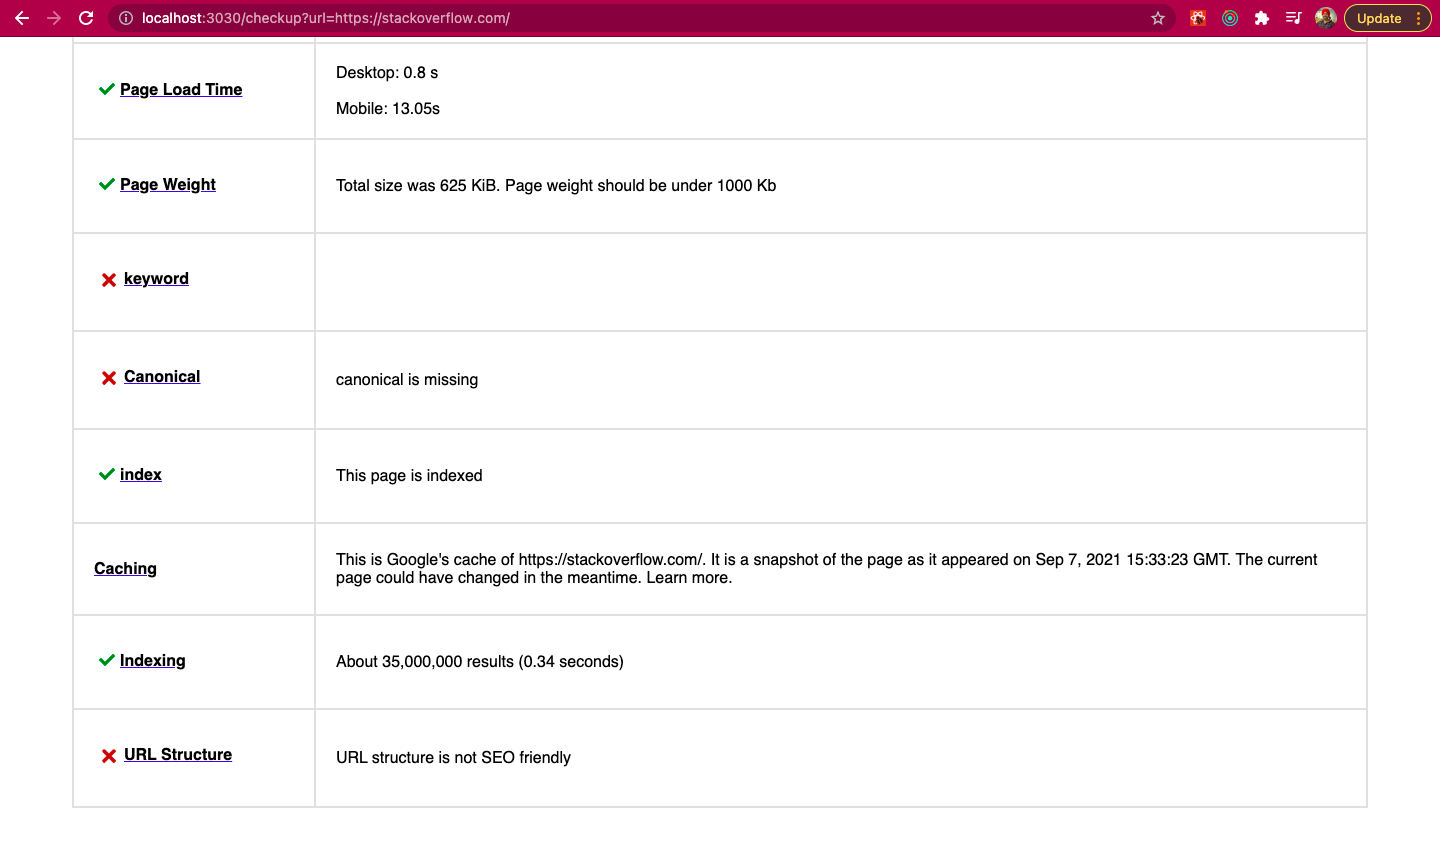 localhost:3030/checkup?url=https://stackoverflow.com/
Update
Page Load Time
Desktop: 0.8 s
Mobile: 13.05s
Page Weight
Total size was 625 KiB. Page weight should be under 1000 Kb
keyword
Canonical
canonical is missing
index
This page is indexed
Caching
This is Google's cache of https://stackoverflow.com/. It is a snapshot of the page as it appeared on Sep 7, 2021 15:33:23 GMT. The current
page could have changed in the meantime. Learn more.
Indexing
About 35,000,000 results (0.34 seconds)
URL Structure
URL structure is not SEO friendly